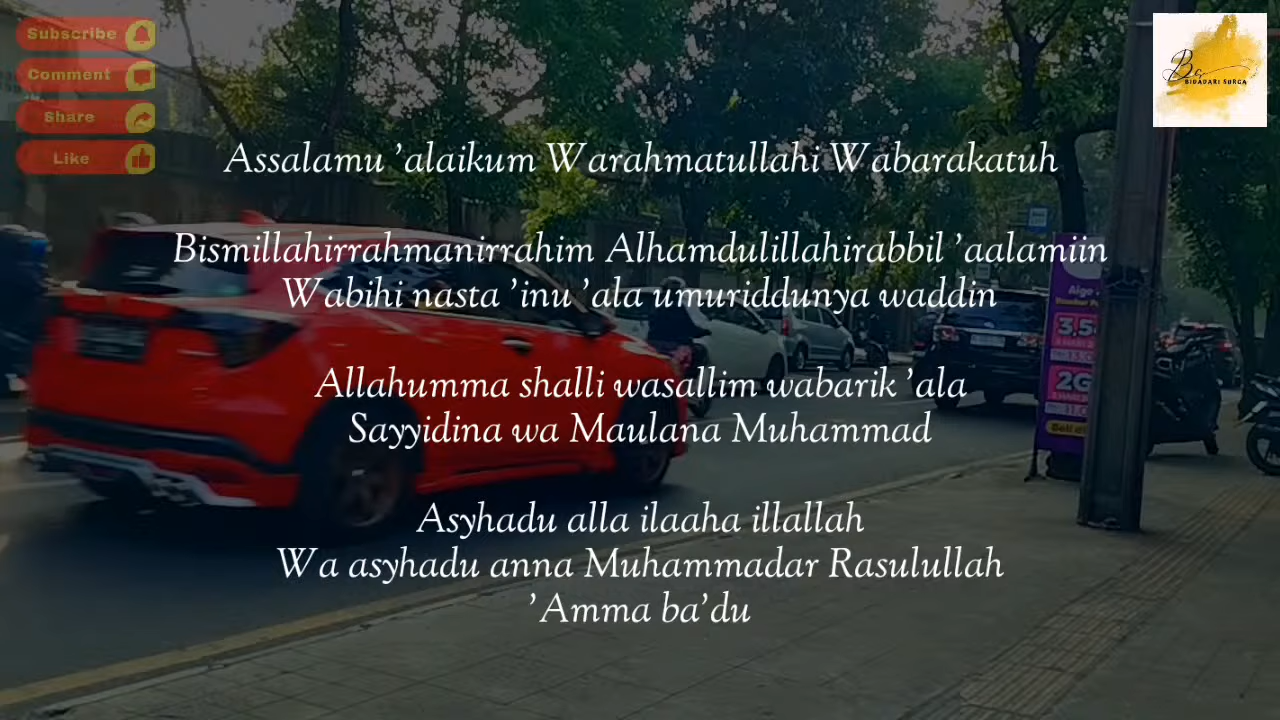 Subscribe
Comment
Share
Like
BIDADARI SURGA
Assalamu ’alaikum Warahmatullahi Wabarakatuh
Bismillahirrahmanirrahim Alhamdulillahirabbil ’aalamiin
Wabihi nasta ’inu ’ala umuriddunya waddin
Allahumma shalli wasallim wabarik ’ala
Sayyidina wa Maulana Muhammad
Asyhadu alla ilaaha illallah
Wa asyhadu anna Muhammadar Rasulullah
’Amma ba’du